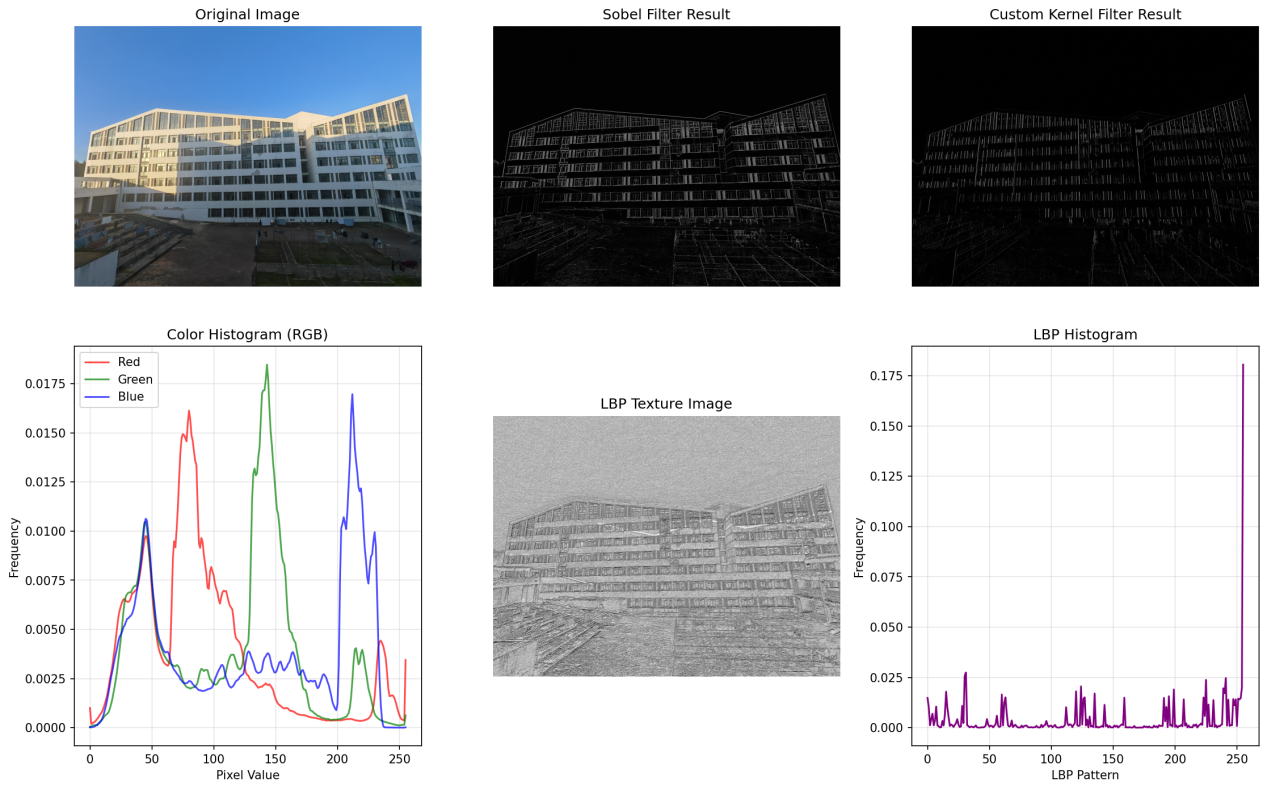 Original Image
Sobel Filter Result
Custom Kernel Filter Result
Color Histogram (RGB)
Red
Green
Blue
0.0175
0.0150
0.0125
0.0100
0.0075
0.0050
0.0025
0.0000
Frequency
0 50 100 150 200 250
Pixel Value
LBP Texture Image
LBP Histogram
0.175
0.150
0.125
0.100
0.075
0.050
0.025
0.000
Frequency
0 50 100 150 200 250
LBP Pattern